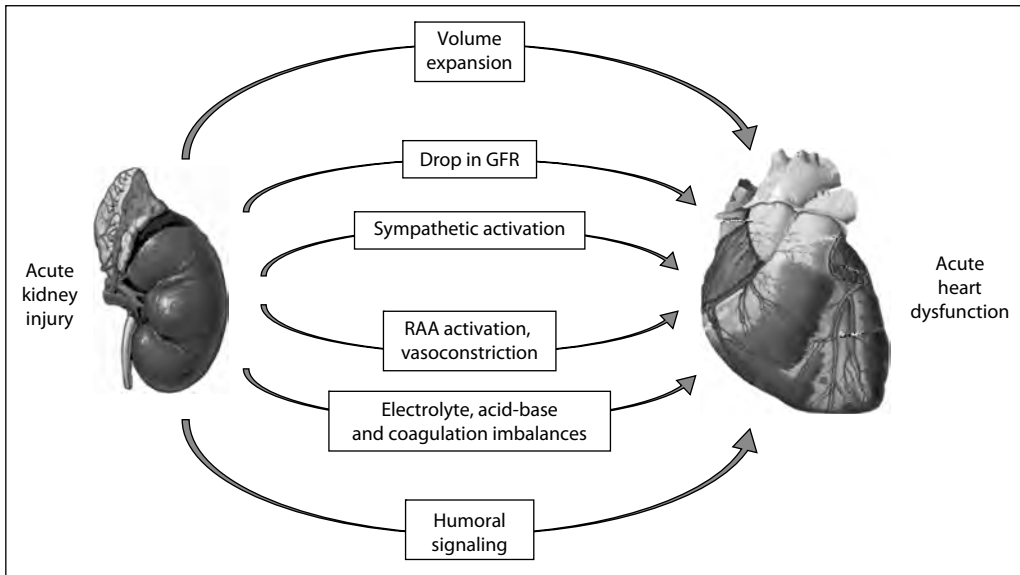 Volume
expansion
Drop in GFR
Sympathetic activation
Acute
kidney
injury
RAA activation,
vasoconstriction
Acute
heart
dysfunction
Electrolyte, acid-base
and coagulation imbalances
Humoral
signaling